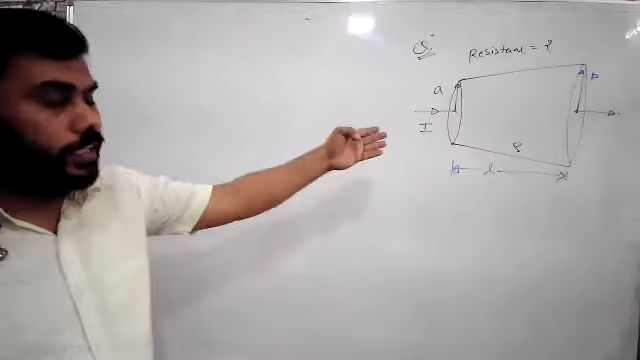 Q:
Resistance = ?
a
b
I
ρ
l